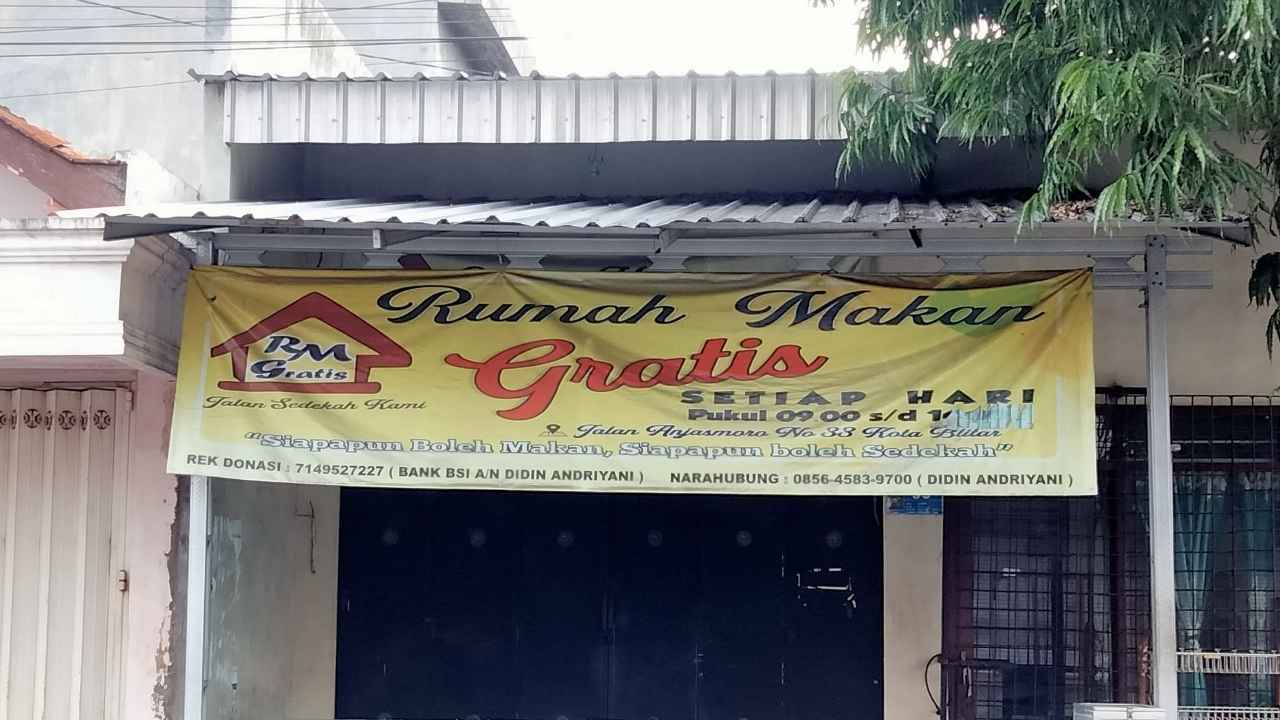 Rumah Makan
RM
Gratis
Gratis
SETIAP HARI
Jalan Sedekah Kami
Pukul 09 00 s/d
Jalan Anjasmoro No 33 Kota Blitar
"Siapapun Boleh Makan, Siapapun boleh Sedekah"
REK DONASI : 7149527227 ( BANK BSI A/N DIDIN ANDRIYANI ) NARAHUBUNG : 0856-4583-9700 ( DIDIN ANDRIYANI )